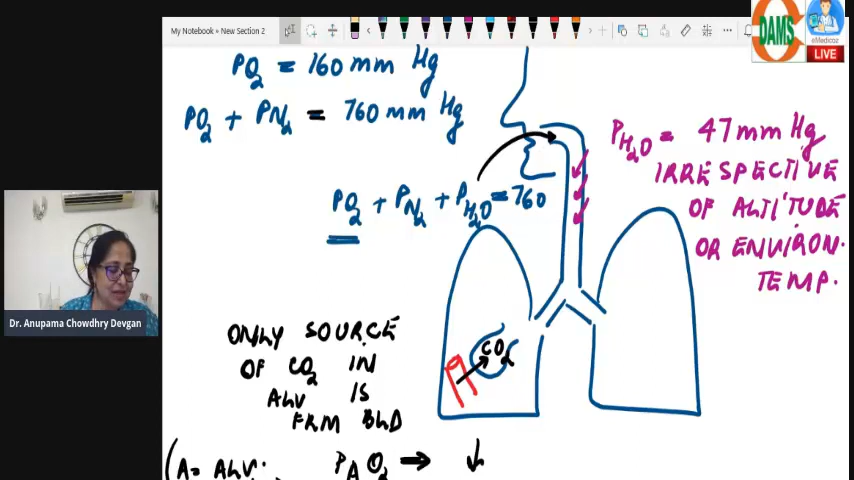 My Notebook » New Section 2
DAMS
eMedicoz
LIVE
PO2 = 160 mm Hg
PO2 + PN2 = 760 mm Hg
PO2 + PN2 + PH2O = 760
PH2O = 47 mm Hg
IRRESPECTIVE
OF ALTITUDE
OR ENVIRON.
TEMP.
Dr. Anupama Chowdhry Devgan
ONLY SOURCE
OF CO2 IN
ALV IS
FRM BLD
CO2
(A = ALV. PAO2 → ↓